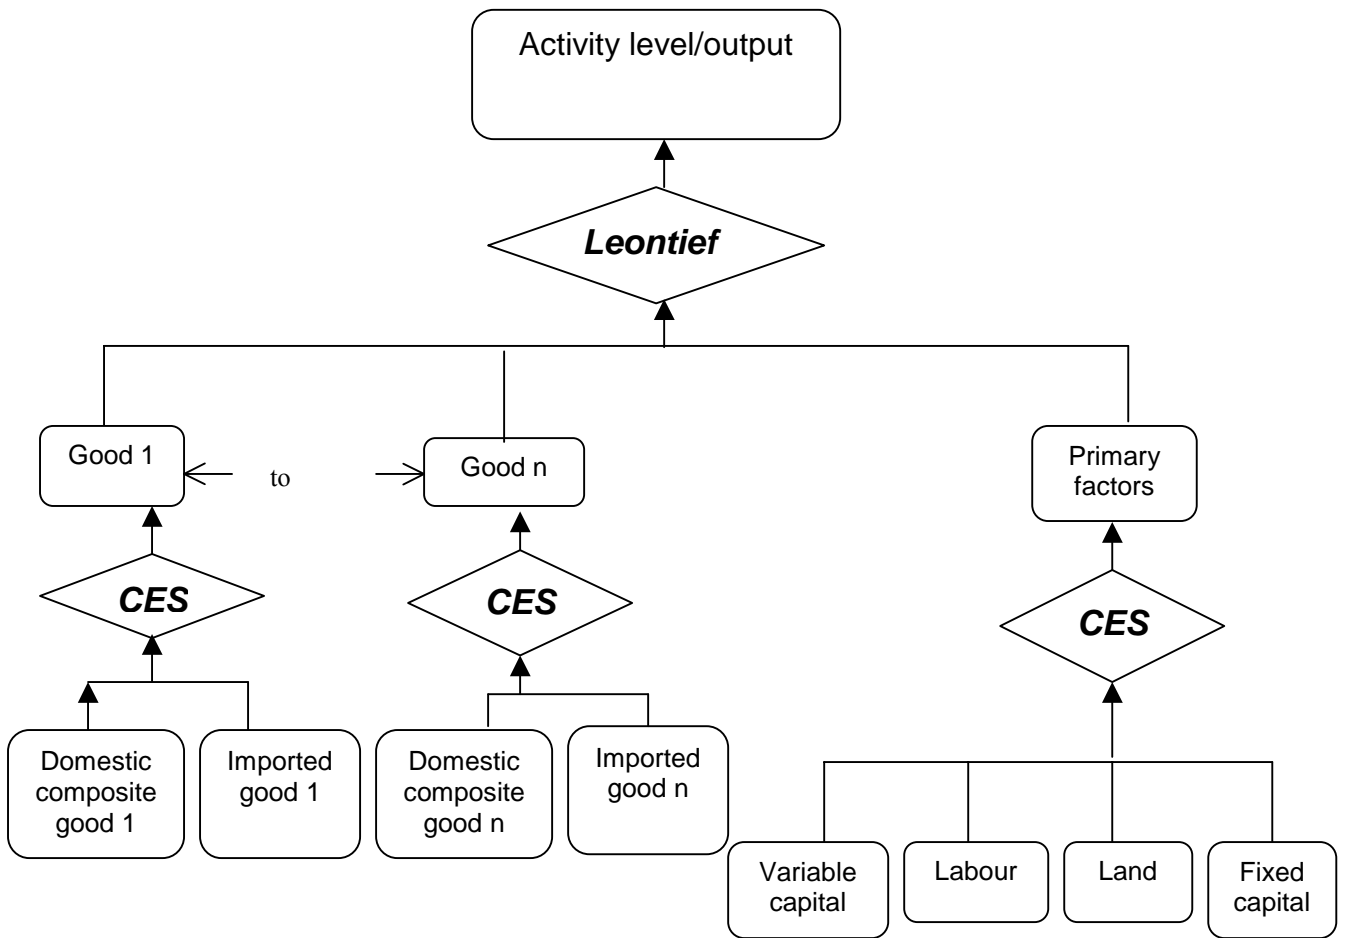 Activity level/output
Leontief
Good 1
to
Good n
Primary
factors
CES
CES
CES
Domestic
composite
good 1
Imported
good 1
Domestic
composite
good n
Imported
good n
Variable
capital
Labour
Land
Fixed
capital